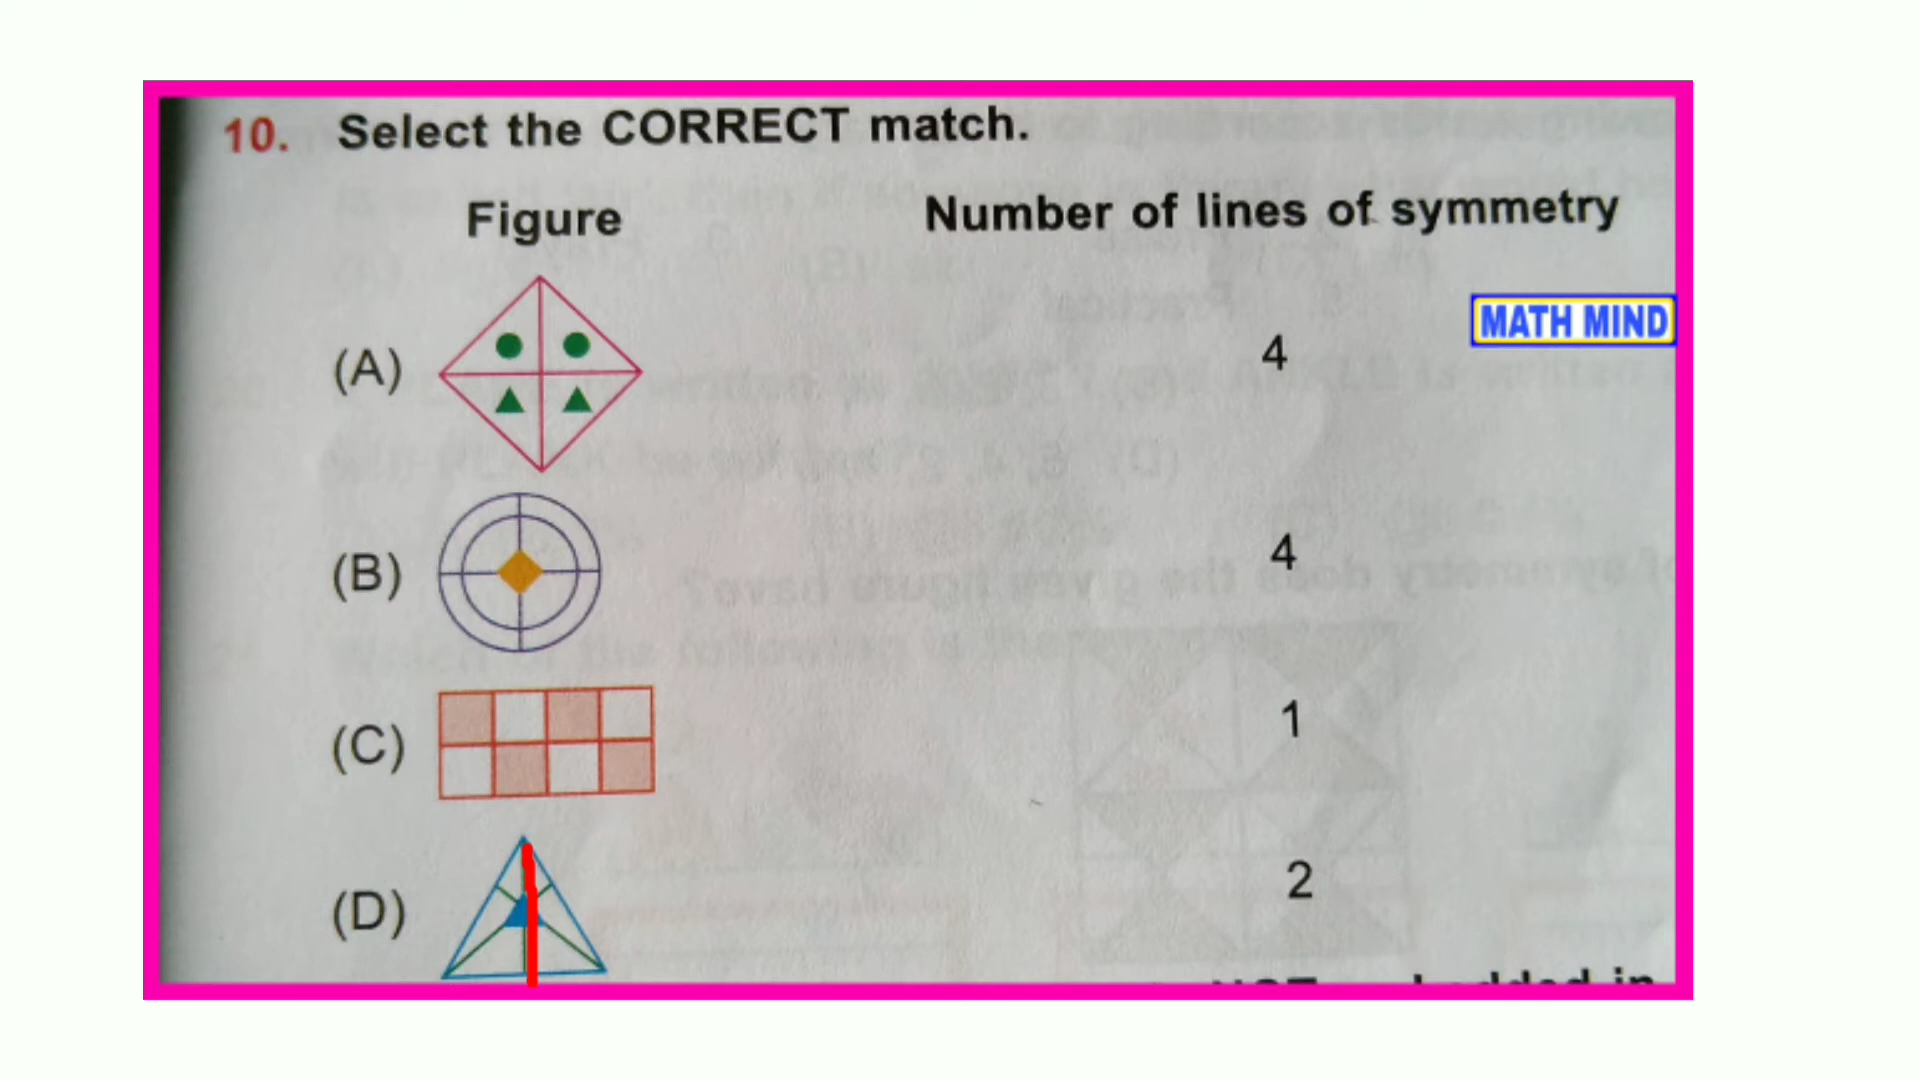 10. Select the CORRECT match.
Figure Number of lines of symmetry
MATH MIND
(A) 4
(B) 4
(C) 1
(D) 2